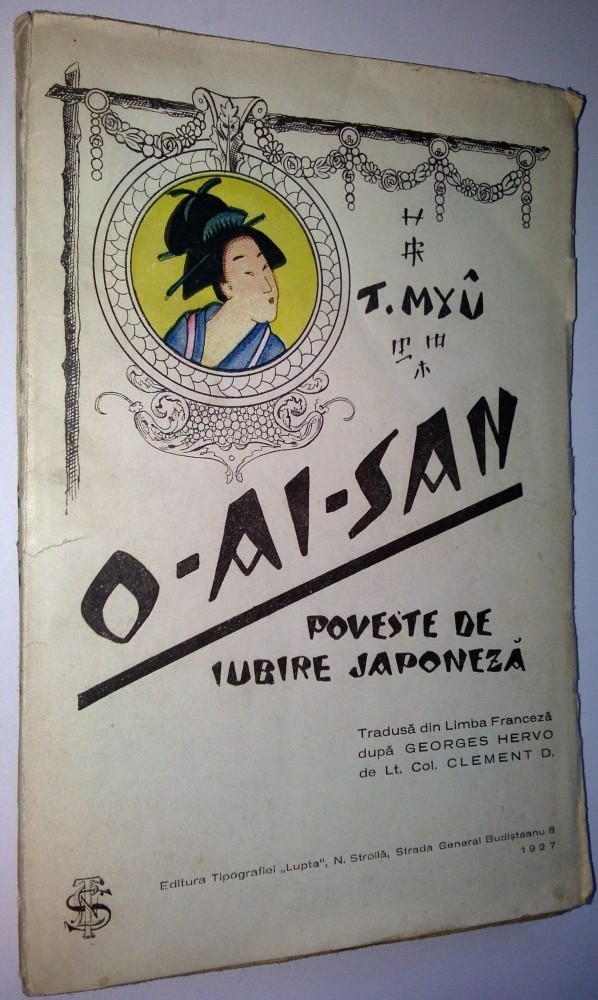 T. MYÛ
O-AI-SAN
POVESTE DE
IUBIRE JAPONEZĂ
Tradusă din Limba Franceză
după GEORGES HERVO
de Lt. Col. CLEMENT D.
Editura Tipografiei „Lupta", N. Stroilă, Strada General Budişteanu 8
1927